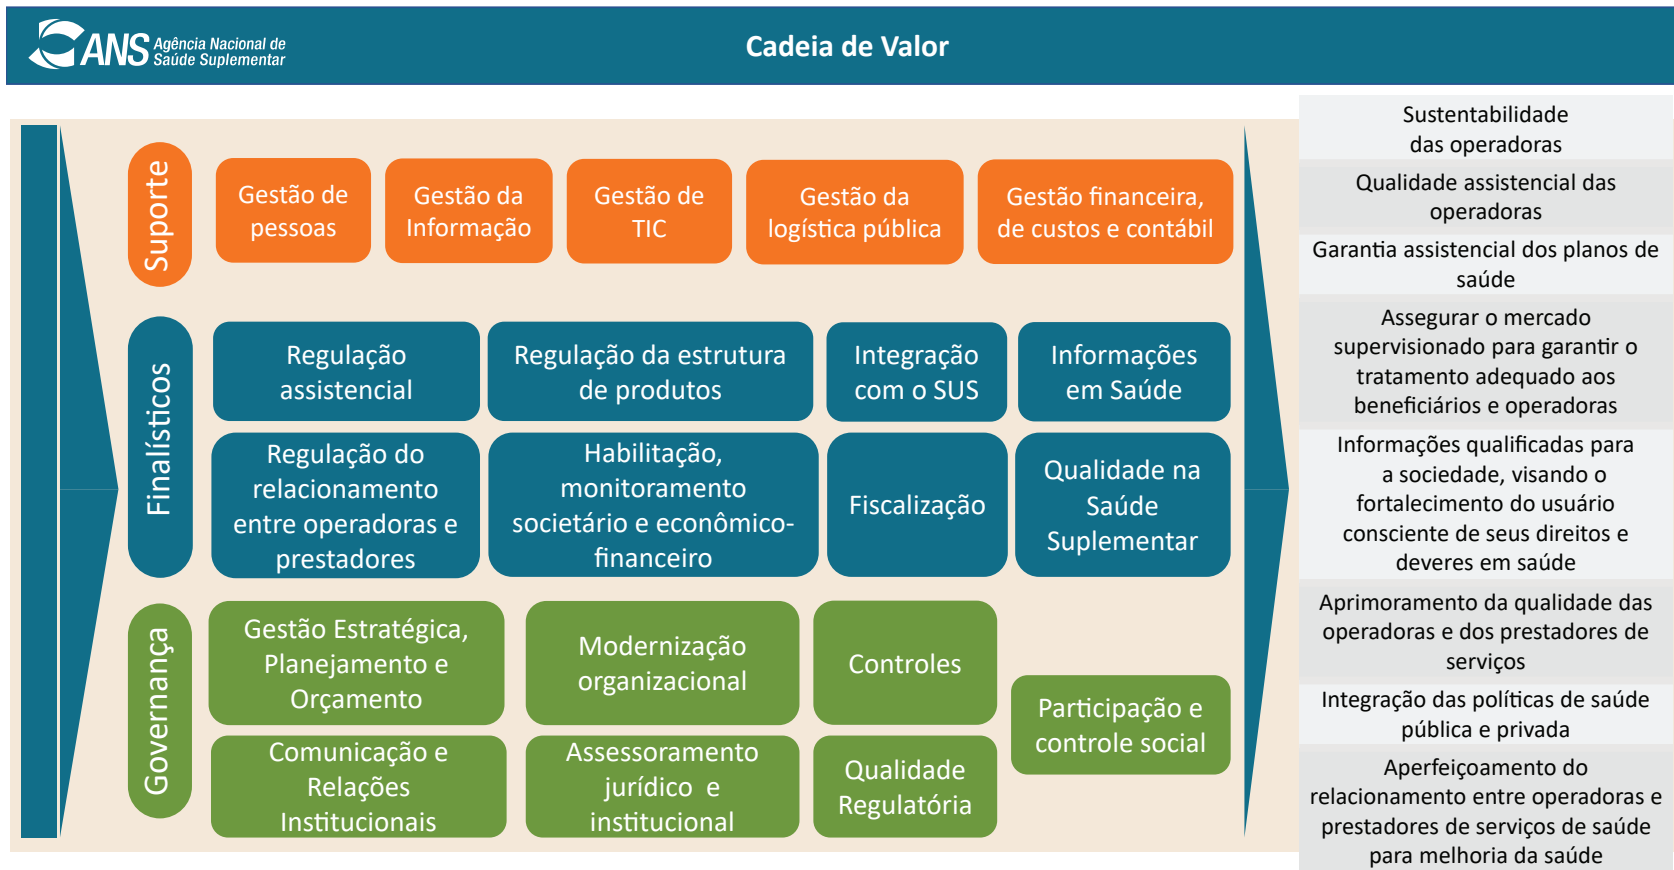 ANS Agência Nacional de
Saúde Suplementar
Cadeia de Valor
Suporte
Gestão de
pessoas
Gestão da
Informação
Gestão de
TIC
Gestão da
logística pública
Gestão financeira,
de custos e contábil
Finalísticos
Regulação
assistencial
Regulação da estrutura
de produtos
Integração
com o SUS
Informações
em Saúde
Regulação do
relacionamento
entre operadoras e
prestadores
Habilitação,
monitoramento
societário e econômico-
financeiro
Fiscalização
Qualidade na
Saúde
Suplementar
Governança
Gestão Estratégica,
Planejamento e
Orçamento
Modernização
organizacional
Controles
Participação e
controle social
Comunicação e
Relações
Institucionais
Assessoramento
jurídico e
institucional
Qualidade
Regulatória
Sustentabilidade
das operadoras
Qualidade assistencial das
operadoras
Garantia assistencial dos planos de
saúde
Assegurar o mercado
supervisionado para garantir o
tratamento adequado aos
beneficiários e operadoras
Informações qualificadas para
a sociedade, visando o
fortalecimento do usuário
consciente de seus direitos e
deveres em saúde
Aprimoramento da qualidade das
operadoras e dos prestadores de
serviços
Integração das políticas de saúde
pública e privada
Aperfeiçoamento do
relacionamento entre operadoras e
prestadores de serviços de saúde
para melhoria da saúde